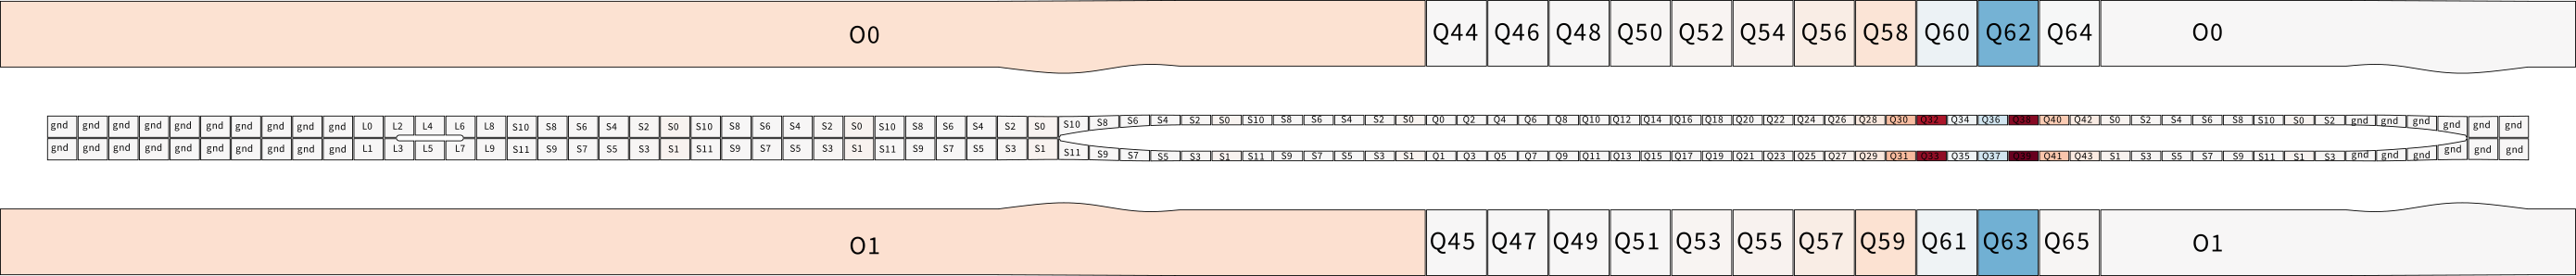 O0 Q44 Q46 Q48 Q50 Q52 Q54 Q56 Q58 Q60 Q62 Q64 O0
gnd gnd gnd gnd gnd gnd gnd gnd gnd gnd L0 L2 L4 L6 L8 S10 S8 S6 S4 S2 S0 S10 S8 S6 S4 S2 S0 S10 S8 S6 S4 S2 S0 S10 S8 S6 S4 S2 S0 S10 S8 S6 S4 S2 S0 Q0 Q2 Q4 Q6 Q8 Q10 Q12 Q14 Q16 Q18 Q20 Q22 Q24 Q26 Q28 Q30 Q32 Q34 Q36 Q38 Q40 Q42 S0 S2 S4 S6 S8 S10 S0 S2 gnd gnd gnd gnd gnd gnd
gnd gnd gnd gnd gnd gnd gnd gnd gnd gnd L1 L3 L5 L7 L9 S11 S9 S7 S5 S3 S1 S11 S9 S7 S5 S3 S1 S11 S9 S7 S5 S3 S1 S11 S9 S7 S5 S3 S1 S11 S9 S7 S5 S3 S1 Q1 Q3 Q5 Q7 Q9 Q11 Q13 Q15 Q17 Q19 Q21 Q23 Q25 Q27 Q29 Q31 Q33 Q35 Q37 Q39 Q41 Q43 S1 S3 S5 S7 S9 S11 S1 S3 gnd gnd gnd gnd gnd gnd
O1 Q45 Q47 Q49 Q51 Q53 Q55 Q57 Q59 Q61 Q63 Q65 O1